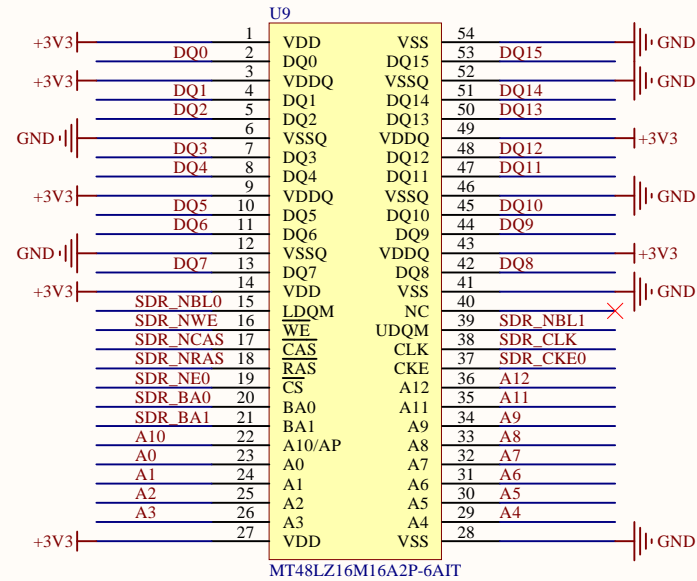 U9
+3V3 1 VDD VSS 54 GND
DQ0 2 DQ0 DQ15 53 DQ15
+3V3 3 VDDQ VSSQ 52 GND
DQ1 4 DQ1 DQ14 51 DQ14
DQ2 5 DQ2 DQ13 50 DQ13
GND 6 VSSQ VDDQ 49 +3V3
DQ3 7 DQ3 DQ12 48 DQ12
DQ4 8 DQ4 DQ11 47 DQ11
+3V3 9 VDDQ VSSQ 46 GND
DQ5 10 DQ5 DQ10 45 DQ10
DQ6 11 DQ6 DQ9 44 DQ9
GND 12 VSSQ VDDQ 43 +3V3
DQ7 13 DQ7 DQ8 42 DQ8
+3V3 14 VDD VSS 41 GND
SDR_NBL0 15 LDQM NC 40
SDR_NWE 16 WE UDQM 39 SDR_NBL1
SDR_NCAS 17 CAS CLK 38 SDR_CLK
SDR_NRAS 18 RAS CKE 37 SDR_CKE0
SDR_NE0 19 CS A12 36 A12
SDR_BA0 20 BA0 A11 35 A11
SDR_BA1 21 BA1 A9 34 A9
A10 22 A10/AP A8 33 A8
A0 23 A0 A7 32 A7
A1 24 A1 A6 31 A6
A2 25 A2 A5 30 A5
A3 26 A3 A4 29 A4
+3V3 27 VDD VSS 28 GND
MT48LZ16M16A2P-6AIT